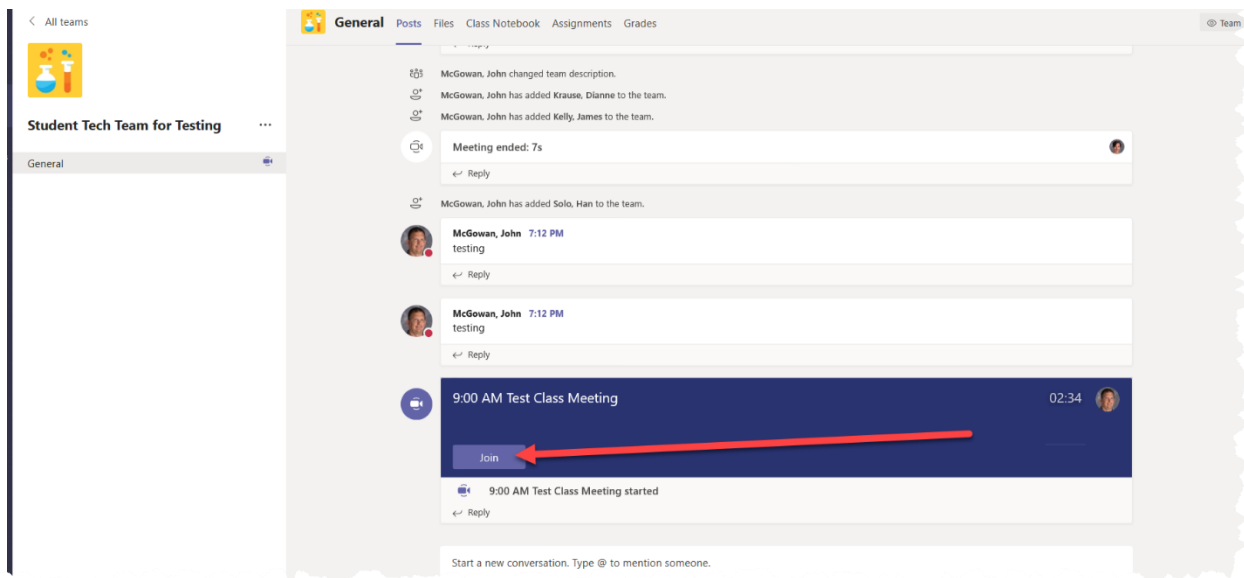 All teams
Student Tech Team for Testing
General
General Posts Files Class Notebook Assignments Grades
Team
McGowan, John changed team description.
McGowan, John has added Krause, Dianne to the team.
McGowan, John has added Kelly, James to the team.
Meeting ended: 7s
Reply
McGowan, John has added Solo, Han to the team.
McGowan, John 7:12 PM
testing
Reply
McGowan, John 7:12 PM
testing
Reply
9:00 AM Test Class Meeting 02:34
Join
9:00 AM Test Class Meeting started
Reply
Start a new conversation. Type @ to mention someone.